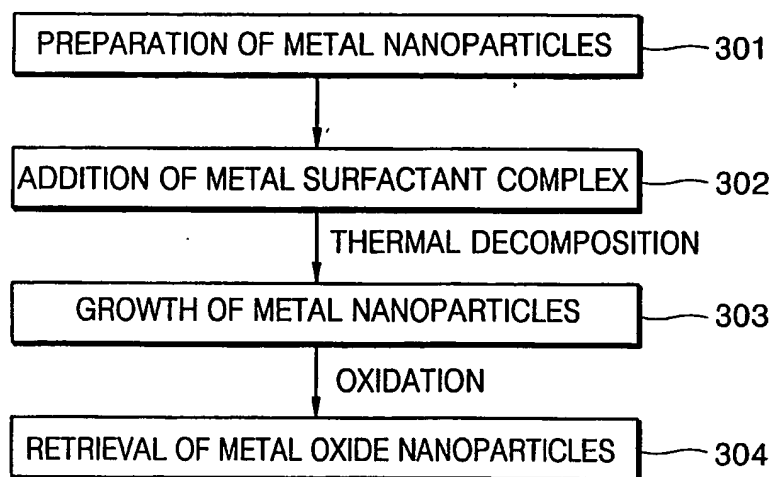 PREPARATION OF METAL NANOPARTICLES 301
ADDITION OF METAL SURFACTANT COMPLEX 302
THERMAL DECOMPOSITION
GROWTH OF METAL NANOPARTICLES 303
OXIDATION
RETRIEVAL OF METAL OXIDE NANOPARTICLES 304